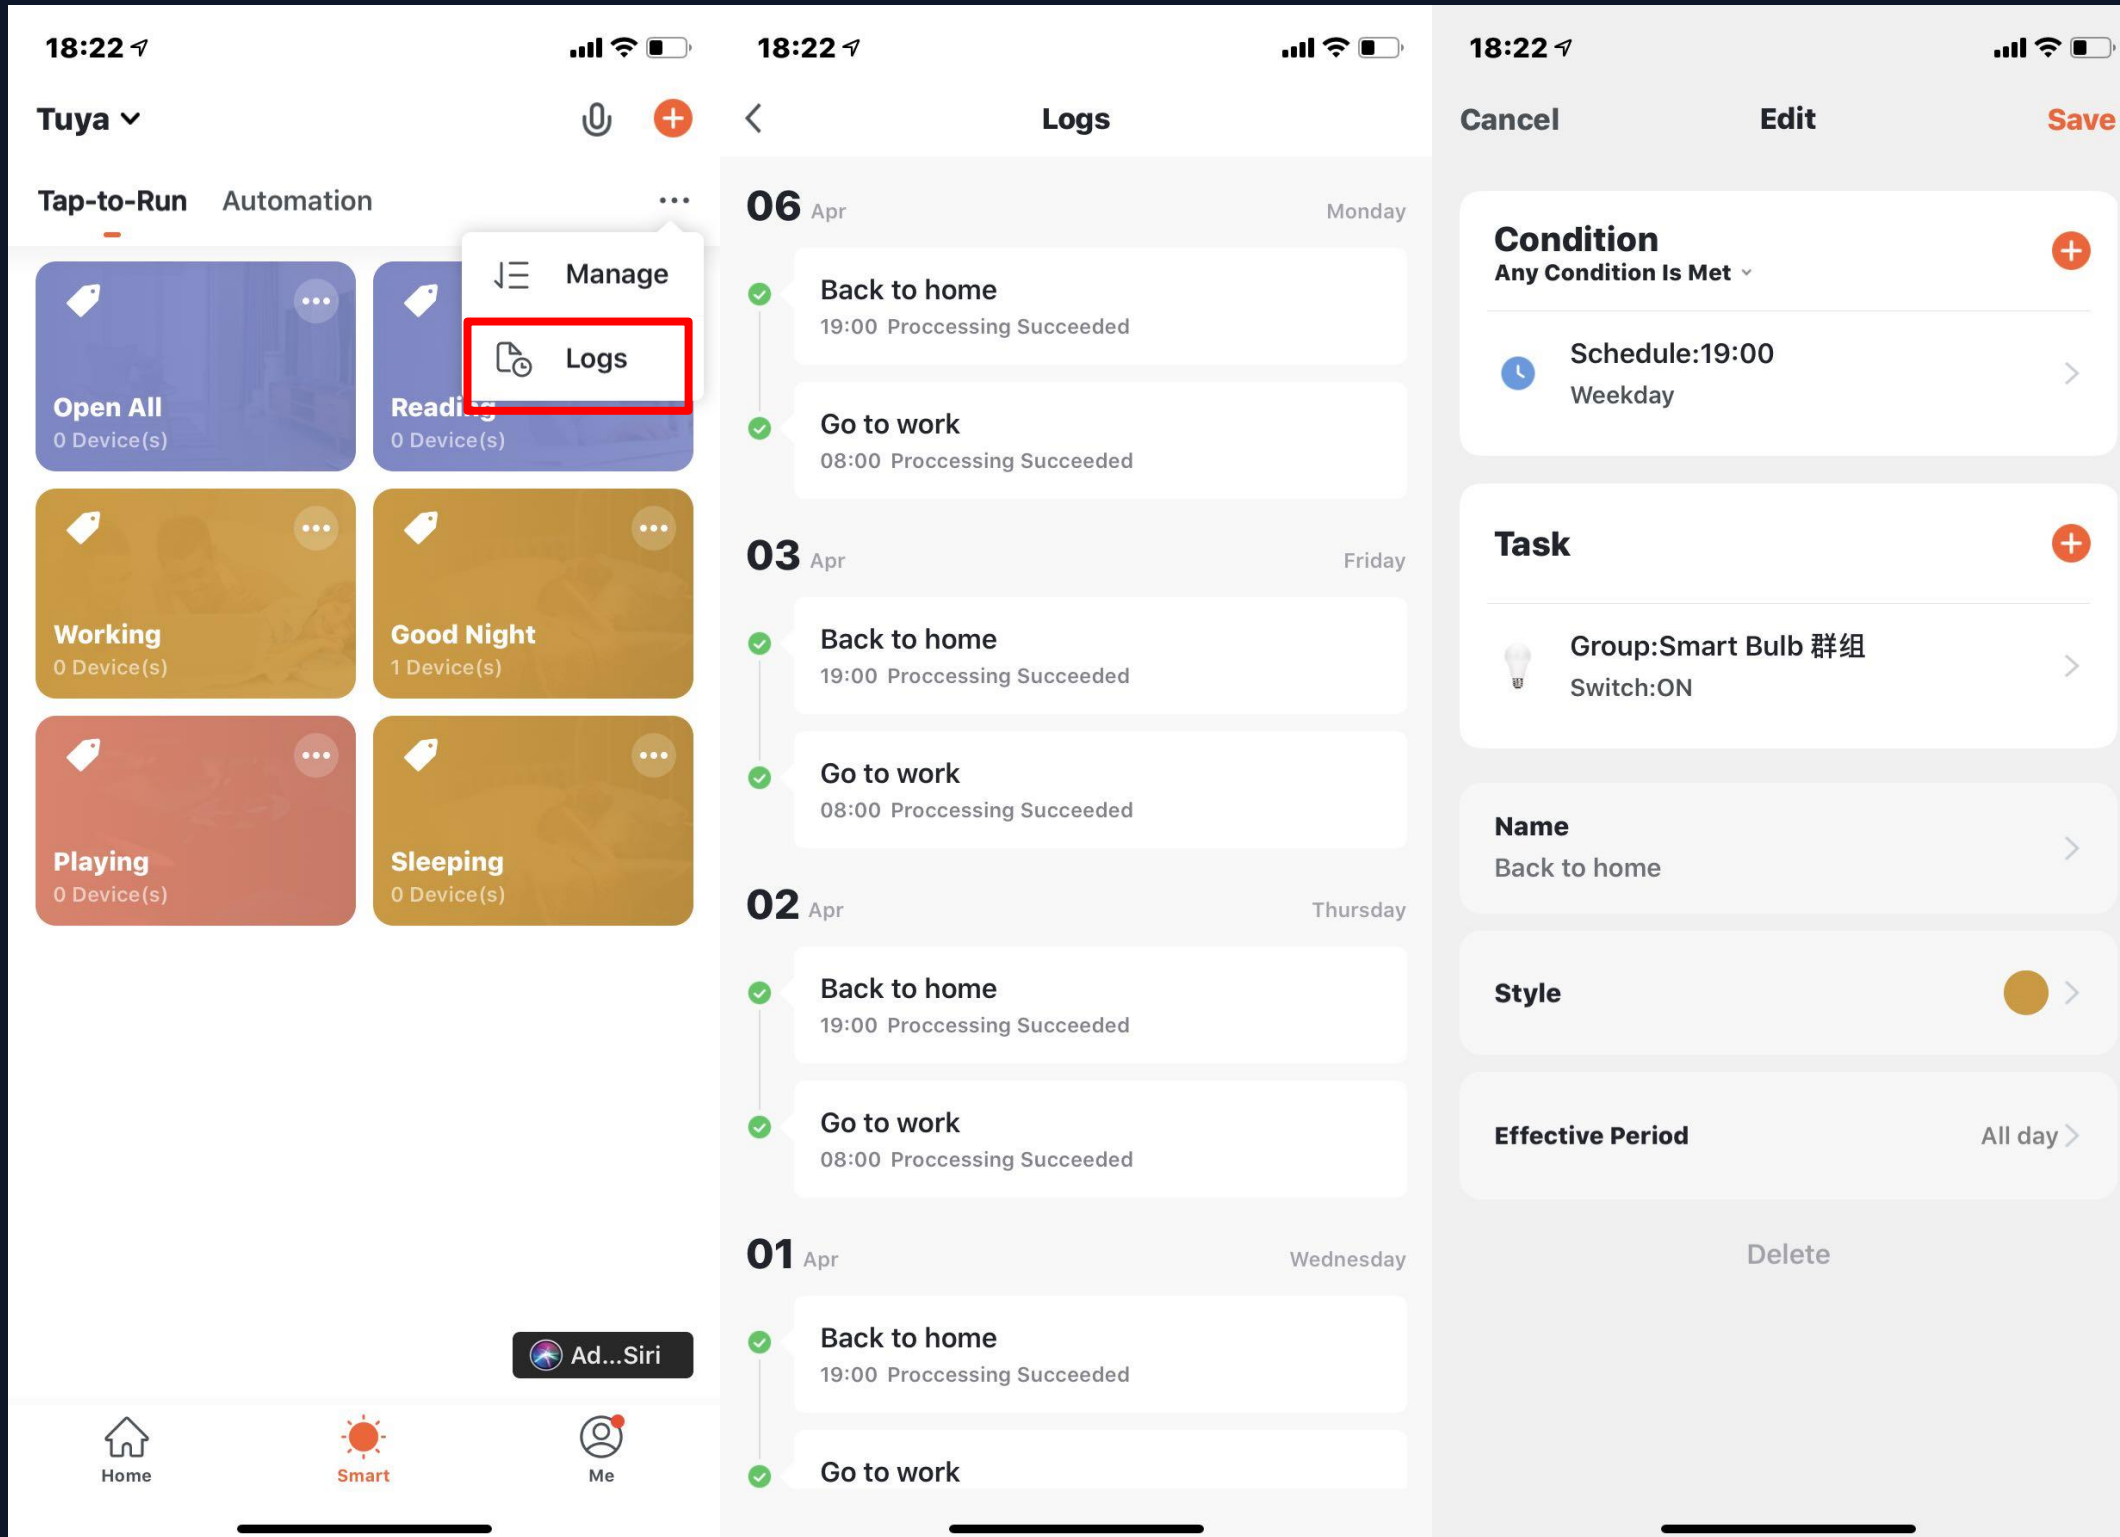 18:22
Tuya
Tap-to-Run Automation
Manage
Logs
Open All
0 Device(s)
Reading
0 Device(s)
Working
0 Device(s)
Good Night
1 Device(s)
Playing
0 Device(s)
Sleeping
0 Device(s)
Ad...Siri
Home
Smart
Me
18:22
Logs
06 Apr Monday
Back to home
19:00 Proccessing Succeeded
Go to work
08:00 Proccessing Succeeded
03 Apr Friday
Back to home
19:00 Proccessing Succeeded
Go to work
08:00 Proccessing Succeeded
02 Apr Thursday
Back to home
19:00 Proccessing Succeeded
Go to work
08:00 Proccessing Succeeded
01 Apr Wednesday
Back to home
19:00 Proccessing Succeeded
Go to work
18:22
Cancel Edit Save
Condition
Any Condition Is Met
Schedule:19:00
Weekday
Task
Group:Smart Bulb 群组
Switch:ON
Name
Back to home
Style
Effective Period All day
Delete